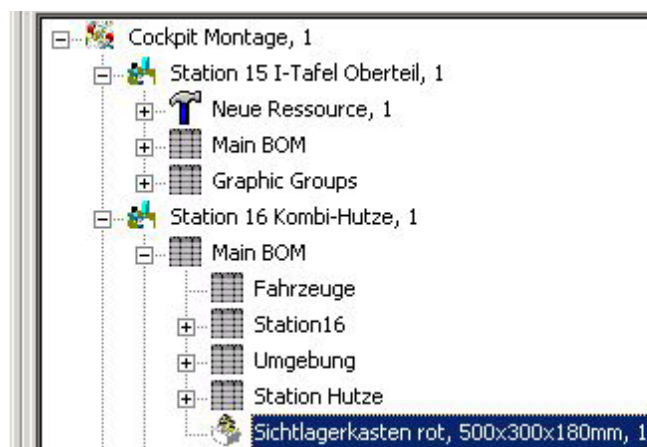 Cockpit Montage, 1
Station 15 I-Tafel Oberteil, 1
Neue Ressource, 1
Main BOM
Graphic Groups
Station 16 Kombi-Hutze, 1
Main BOM
Fahrzeuge
Station16
Umgebung
Station Hutze
Sichtlagerkasten rot, 500x300x180mm, 1